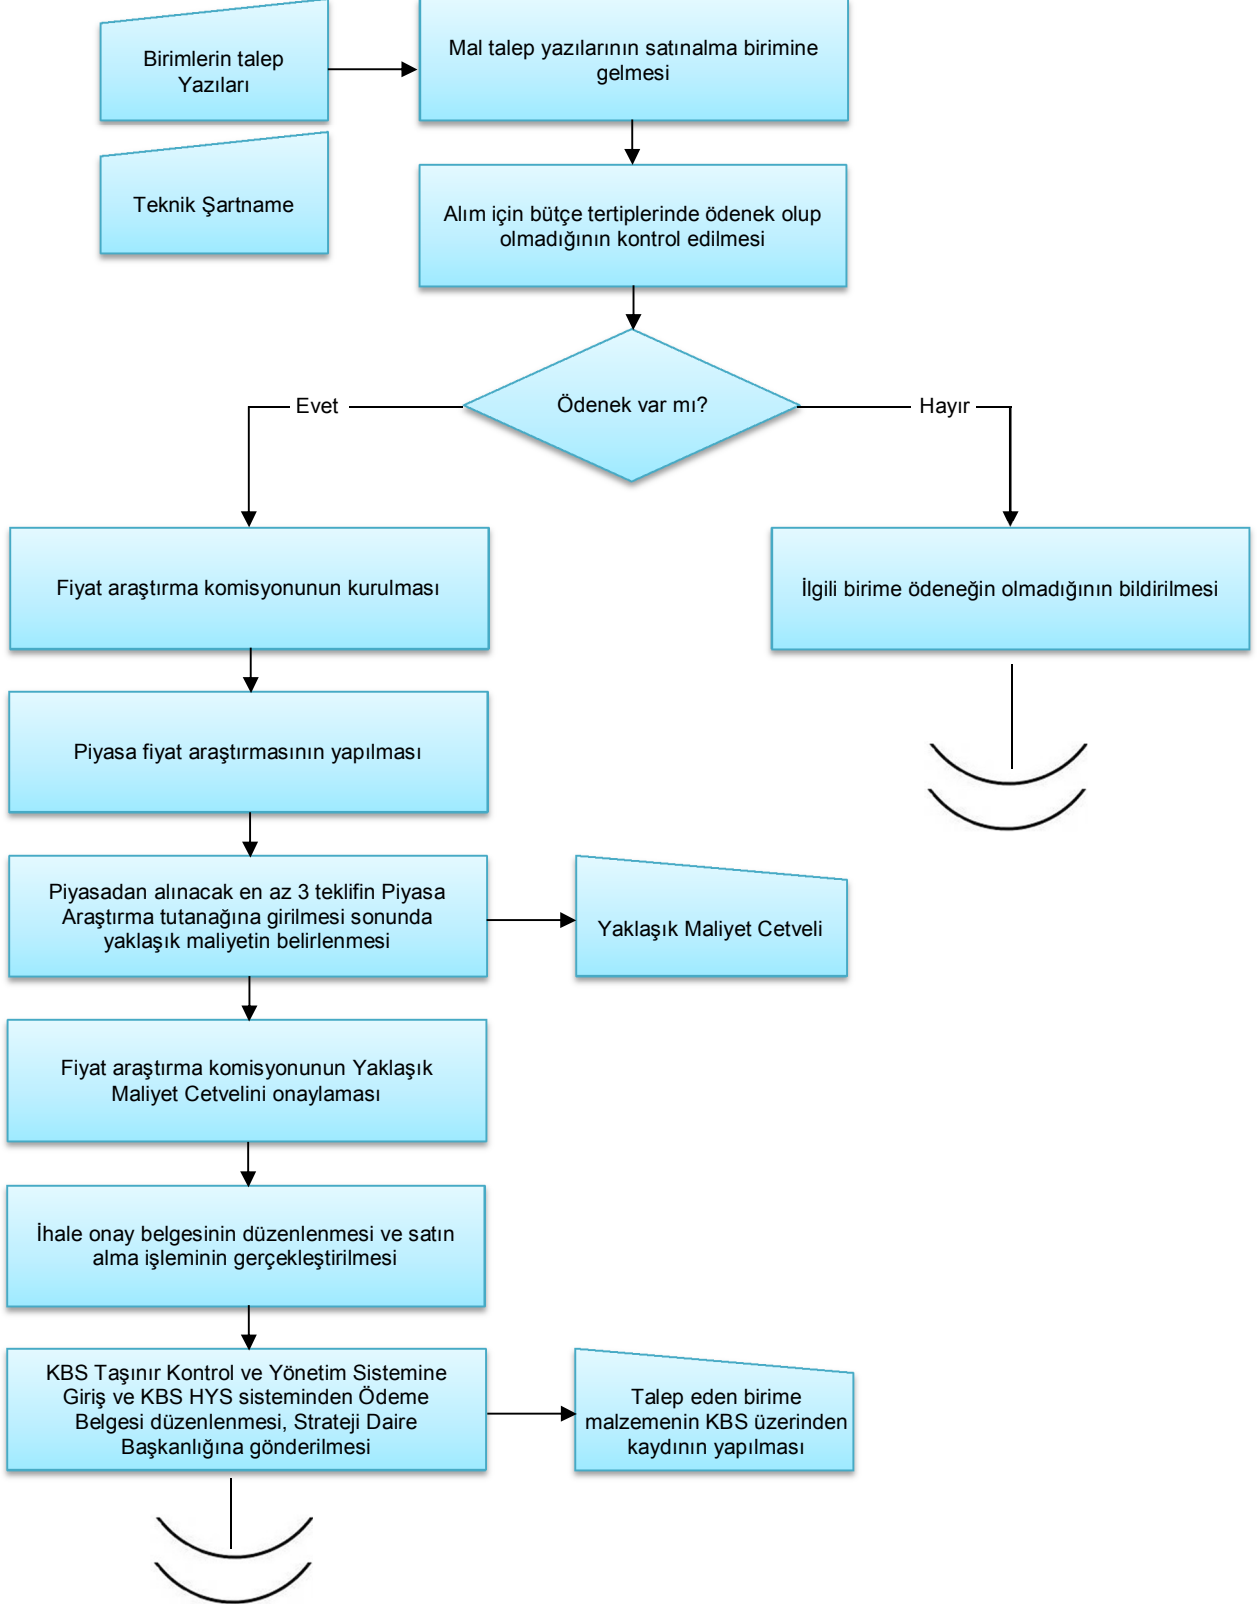 Birimlerin talep
Yazıları
Mal talep yazılarının satınalma birimine
gelmesi
Teknik Şartname
Alım için bütçe tertiplerinde ödenek olup
olmadığının kontrol edilmesi
Ödenek var mı?
Evet
Hayır
Fiyat araştırma komisyonunun kurulması
İlgili birime ödeneğin olmadığının bildirilmesi
Piyasa fiyat araştırmasının yapılması
Piyasadan alınacak en az 3 teklifin Piyasa
Araştırma tutanağına girilmesi sonunda
yaklaşık maliyetin belirlenmesi
Yaklaşık Maliyet Cetveli
Fiyat araştırma komisyonunun Yaklaşık
Maliyet Cetvelini onaylaması
İhale onay belgesinin düzenlenmesi ve satın
alma işleminin gerçekleştirilmesi
KBS Taşınır Kontrol ve Yönetim Sistemine
Giriş ve KBS HYS sisteminden Ödeme
Belgesi düzenlenmesi, Strateji Daire
Başkanlığına gönderilmesi
Talep eden birime
malzemenin KBS üzerinden
kaydının yapılması